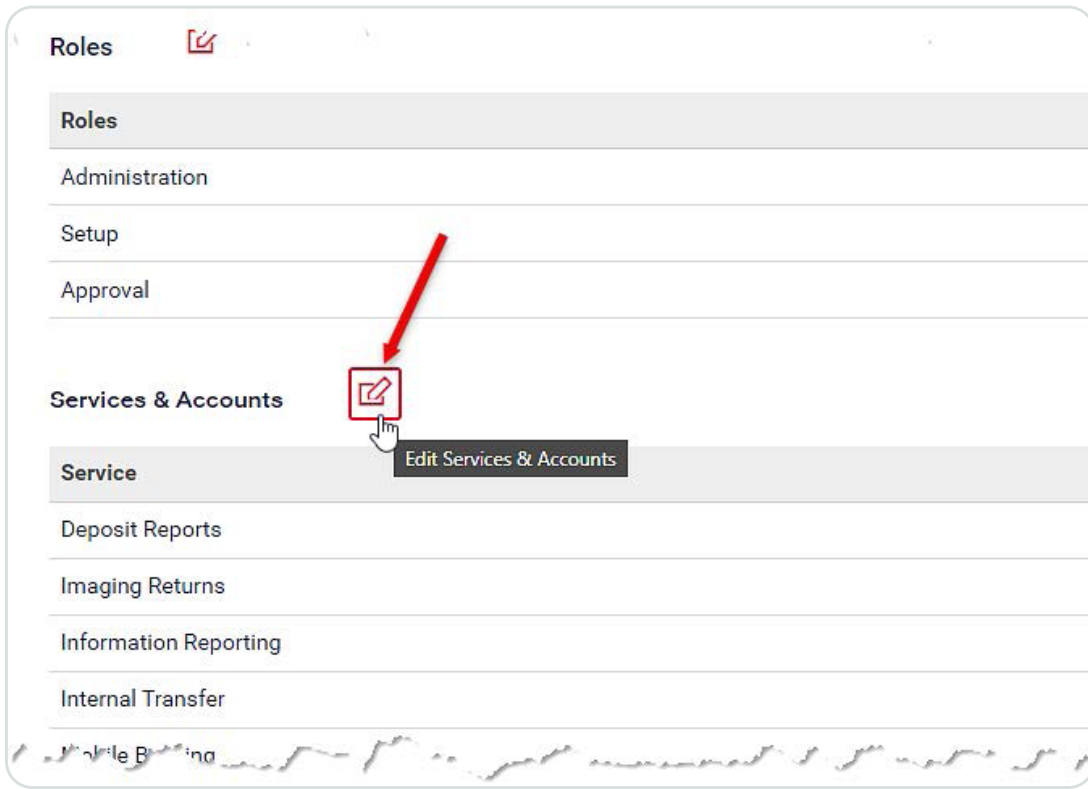 Roles
Roles
Administration
Setup
Approval
Services & Accounts
Edit Services & Accounts
Service
Deposit Reports
Imaging Returns
Information Reporting
Internal Transfer